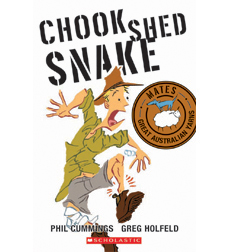 CHOOK SHED
SNAKE
MATES
GREAT AUSTRALIAN YARNS
PHIL CUMMINGS GREG HOLFELD
SCHOLASTIC